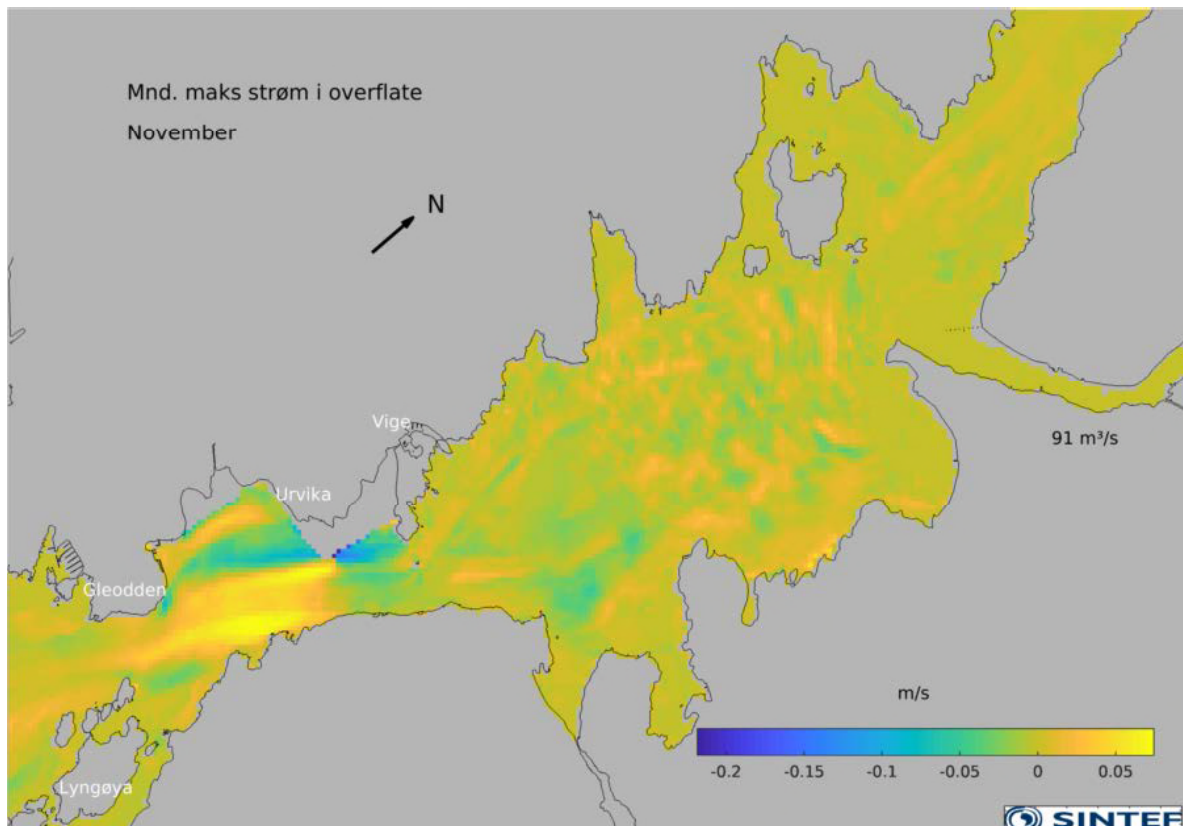 Mnd. maks strøm i overflate
November
N
Vige
91 m³/s
Urvika
Gleodden
m/s
-0.2 -0.15 -0.1 -0.05 0 0.05
Lyngøya
SINTEF